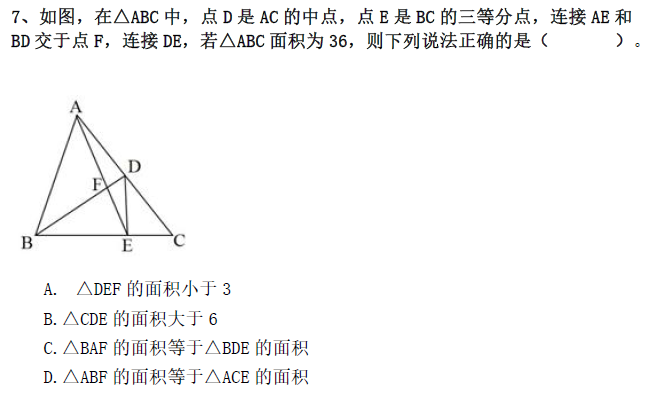 7、如图，在△ABC 中，点 D 是 AC 的中点，点 E 是 BC 的三等分点，连接 AE 和
BD 交于点 F，连接 DE，若△ABC 面积为 36，则下列说法正确的是（ ）。
A
D
F
B
E
C
A. △DEF 的面积小于 3
B. △CDE 的面积大于 6
C. △BAF 的面积等于△BDE 的面积
D. △ABF 的面积等于△ACE 的面积